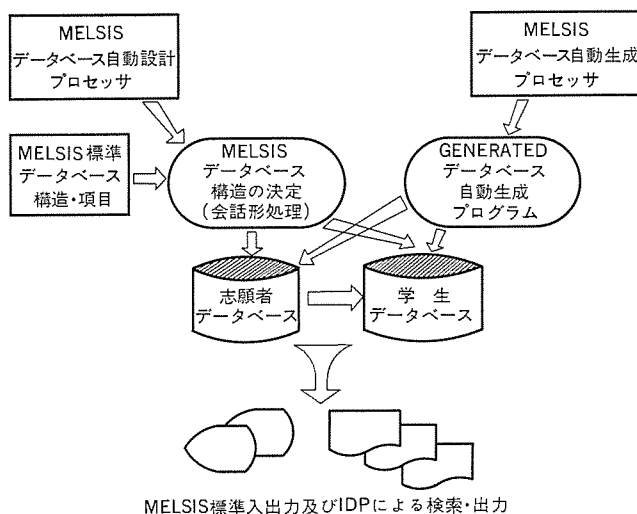 MELSIS
データベース自動設計
プロセッサ
MELSIS
データベース自動生成
プロセッサ
MELSIS標準
データベース
構造・項目
MELSIS
データベース
構造の決定
(会話形処理)
GENERATED
データベース
自動生成
プログラム
志願者
データベース
学 生
データベース
MELSIS標準入出力及びIDPによる検索・出力